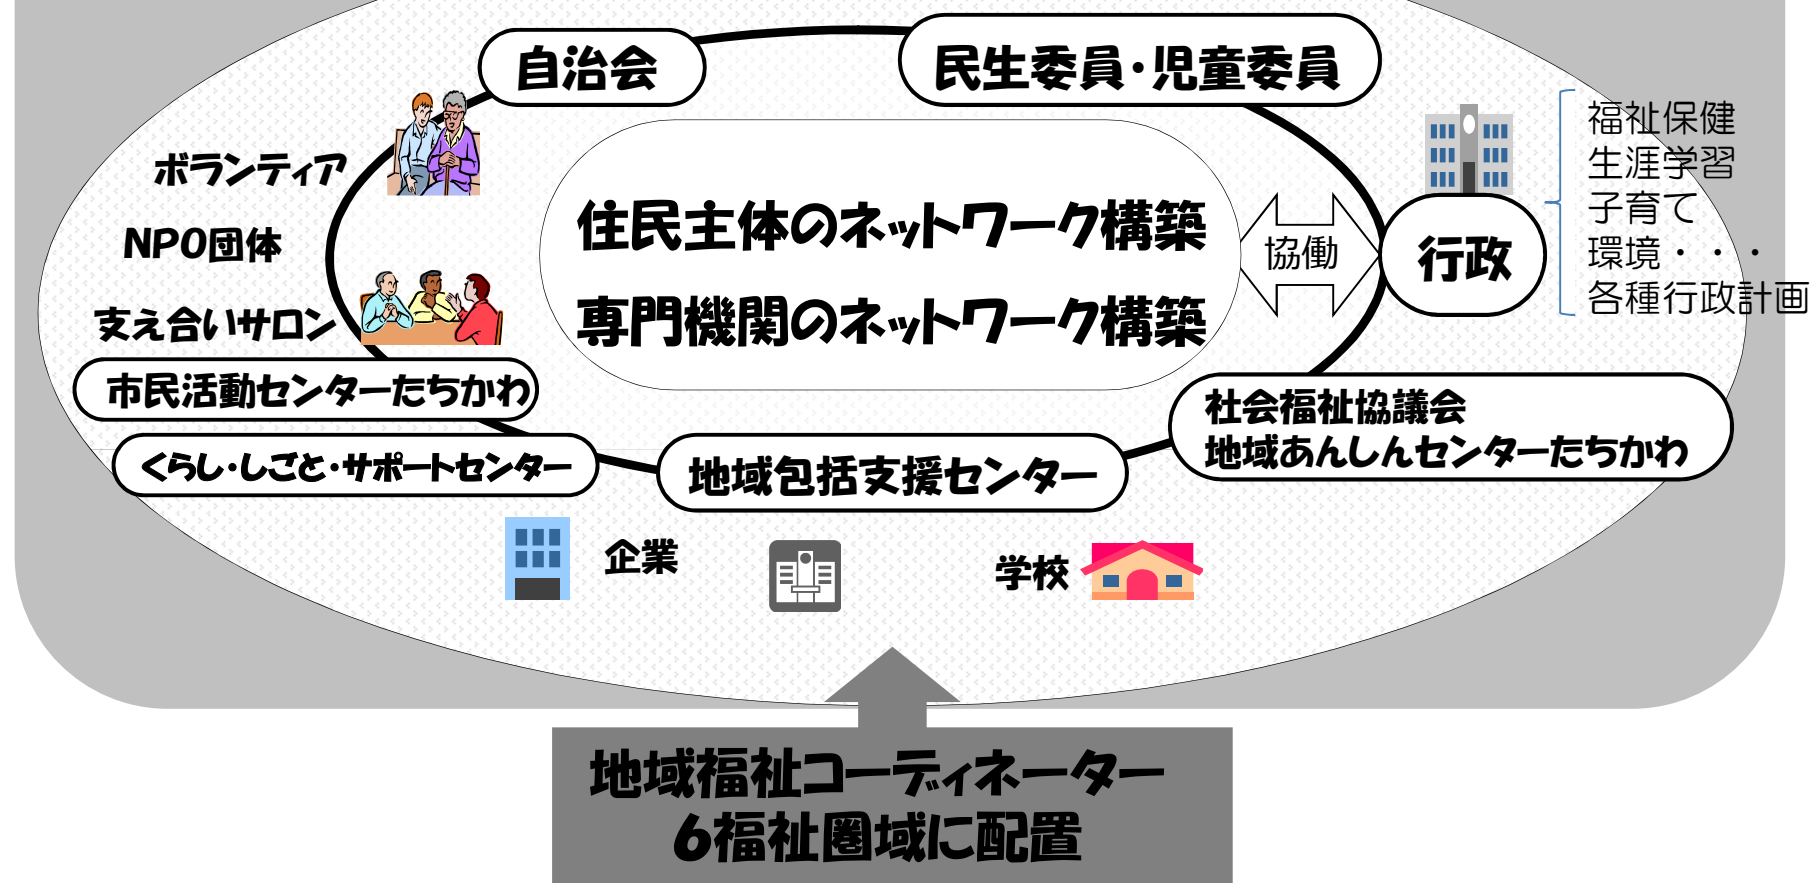 自治会
民生委員・児童委員
福祉保健
生涯学習
子育て
環境・・・
各種行政計画
ボランティア
NPO団体
支え合いサロン
住民主体のネットワーク構築
専門機関のネットワーク構築
協働
行政
市民活動センターたちかわ
くらし・しごと・サポートセンター
地域包括支援センター
社会福祉協議会
地域あんしんセンターたちかわ
企業
学校
地域福祉コーディネーター
6福祉圏域に配置